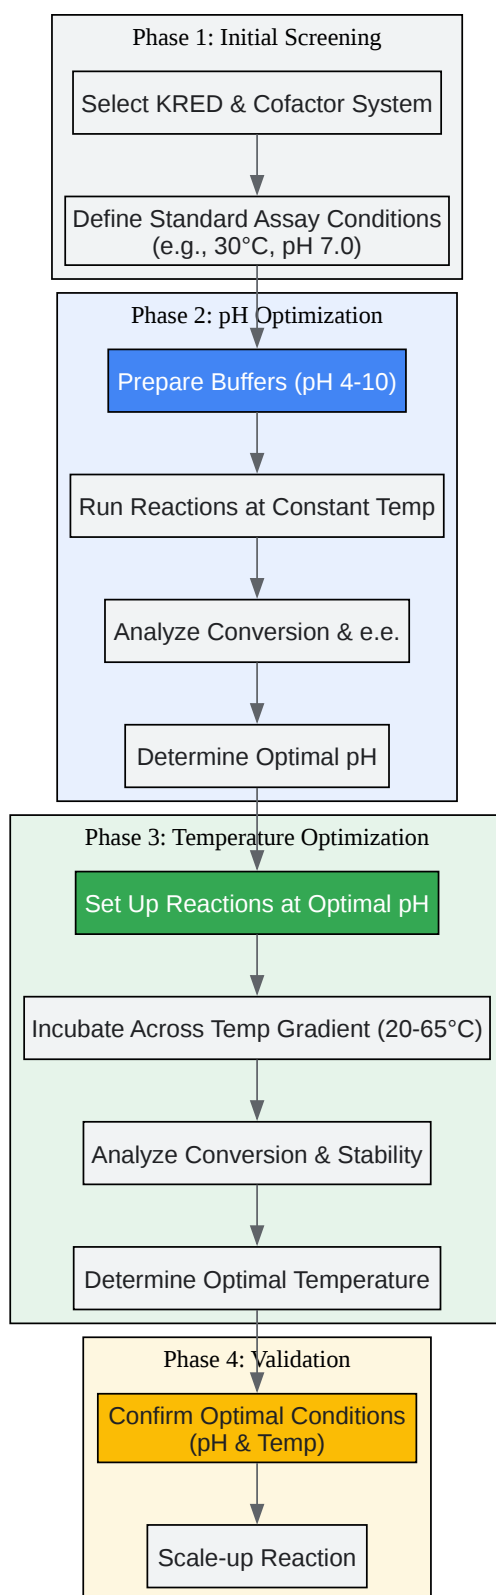 Phase 1: Initial Screening
Select KRED & Cofactor System
Define Standard Assay Conditions
(e.g., 30°C, pH 7.0)
Phase 2: pH Optimization
Prepare Buffers (pH 4-10)
Run Reactions at Constant Temp
Analyze Conversion & e.e.
Determine Optimal pH
Phase 3: Temperature Optimization
Set Up Reactions at Optimal pH
Incubate Across Temp Gradient (20-65°C)
Analyze Conversion & Stability
Determine Optimal Temperature
Phase 4: Validation
Confirm Optimal Conditions
(pH & Temp)
Scale-up Reaction